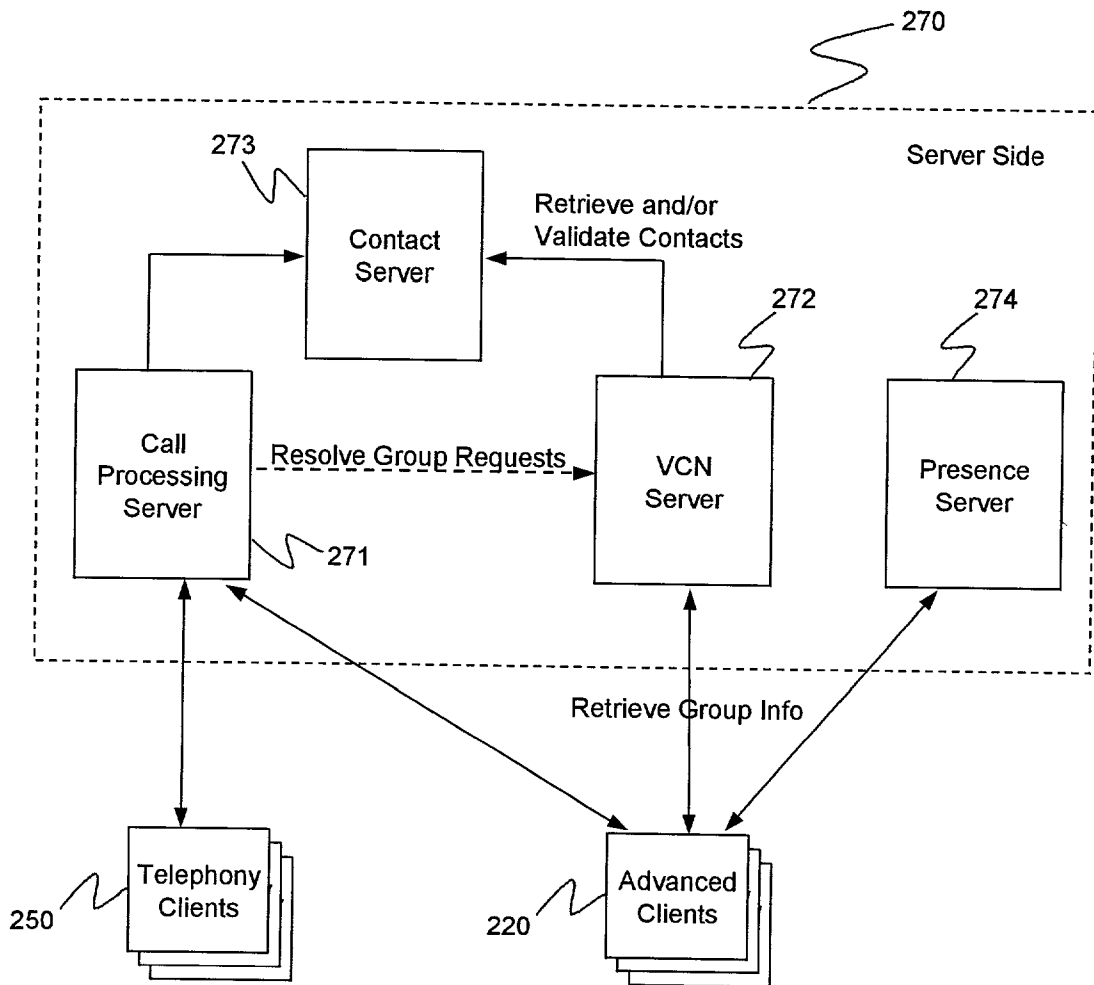 270
Server Side
273
Contact
Server
Retrieve and/or
Validate Contacts
272
274
Call
Processing
Server
Resolve Group Requests
VCN
Server
Presence
Server
271
Retrieve Group Info
Telephony
Clients
250
Advanced
Clients
220